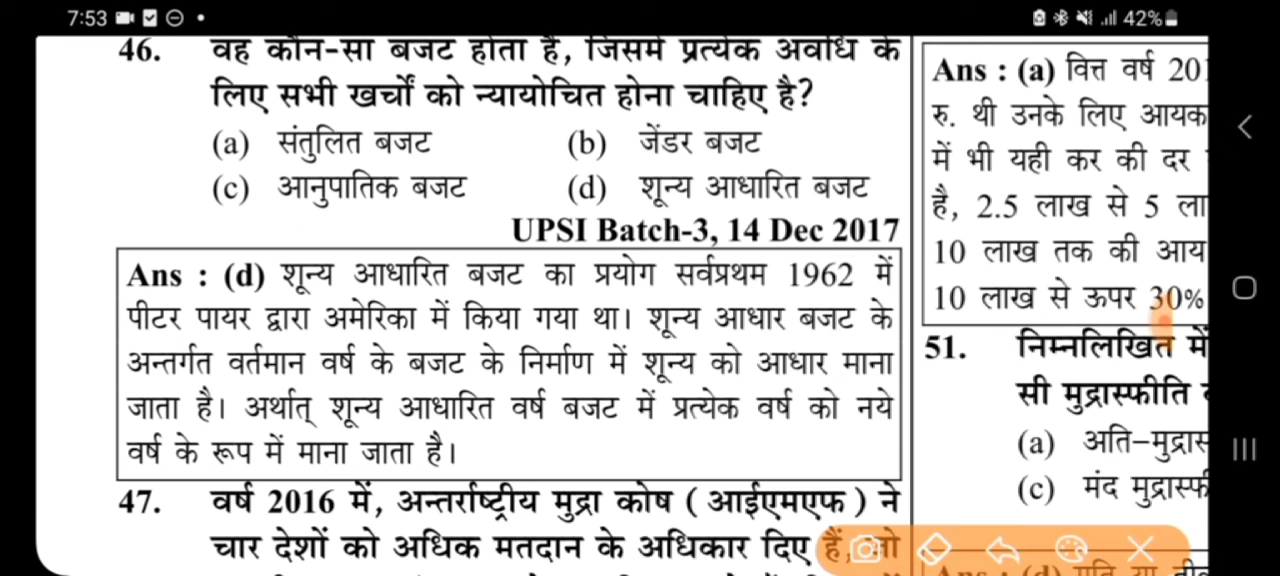 7:53
42%
46. वह कौन-सा बजट होता है, जिसमें प्रत्येक अवधि के
लिए सभी खर्चों को न्यायोचित होना चाहिए है?
(a) संतुलित बजट (b) जेंडर बजट
(c) आनुपातिक बजट (d) शून्य आधारित बजट
UPSI Batch-3, 14 Dec 2017
Ans : (d) शून्य आधारित बजट का प्रयोग सर्वप्रथम 1962 में
पीटर पायर द्वारा अमेरिका में किया गया था। शून्य आधार बजट के
अन्तर्गत वर्तमान वर्ष के बजट के निर्माण में शून्य को आधार माना
जाता है। अर्थात् शून्य आधारित वर्ष बजट में प्रत्येक वर्ष को नये
वर्ष के रूप में माना जाता है।
47. वर्ष 2016 में, अन्तर्राष्ट्रीय मुद्रा कोष ( आईएमएफ ) ने
चार देशों को अधिक मतदान के अधिकार दिए हैं, जो
Ans : (a) वित्त वर्ष 201
रु. थी उनके लिए आयक
में भी यही कर की दर
है, 2.5 लाख से 5 ला
10 लाख तक की आय
10 लाख से ऊपर 30%
51. निम्नलिखित में
सी मुद्रास्फीति
(a) अति-मुद्रास
(c) मंद मुद्रास्फी